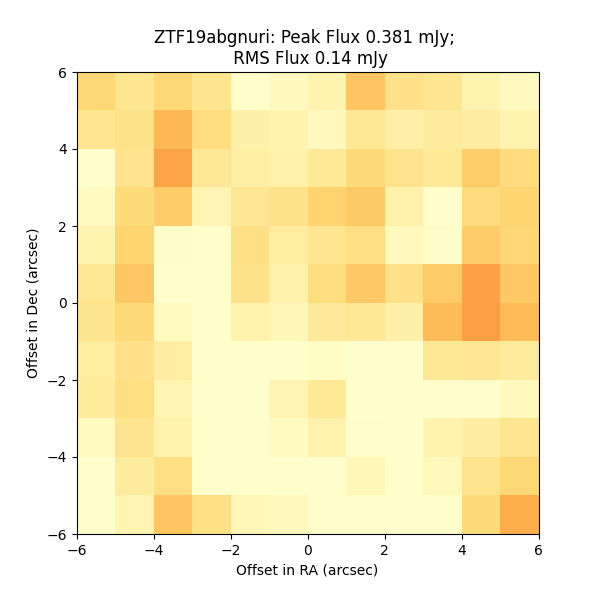 ZTF19abgnuri: Peak Flux 0.381 mJy;
RMS Flux 0.14 mJy
6
4
2
0
−2
−4
−6
Offset in Dec (arcsec)
−6 −4 −2 0 2 4 6
Offset in RA (arcsec)